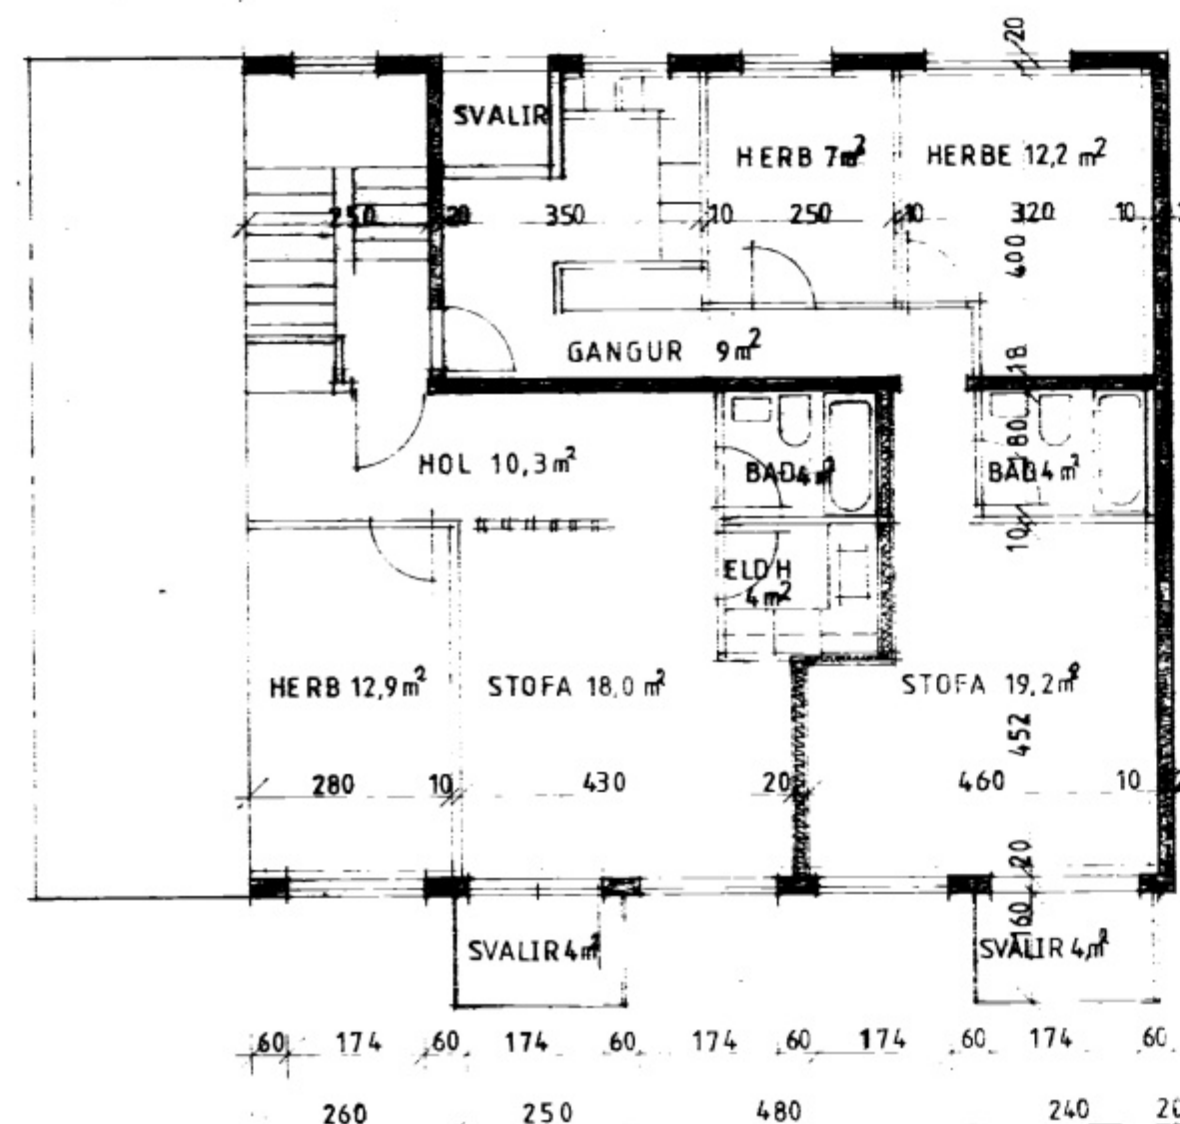 20
SVALIR
HERB 7m²
HERBE 12,2 m²
250
20
350
10
250
10
320
10
400
GANGUR 9m²
18
HOL 10,3m²
BAD 4m²
180
BAÐ 4m²
10
ELDH
4m²
HERB 12,9m²
STOFA 18,0 m²
STOFA 19,2m²
452
280
10
430
20
460
10
20
160
SVALIR 4m²
SVALIR 4m²
60 174 60 174 60 174 60 174 60 174 60
260 250 480 240